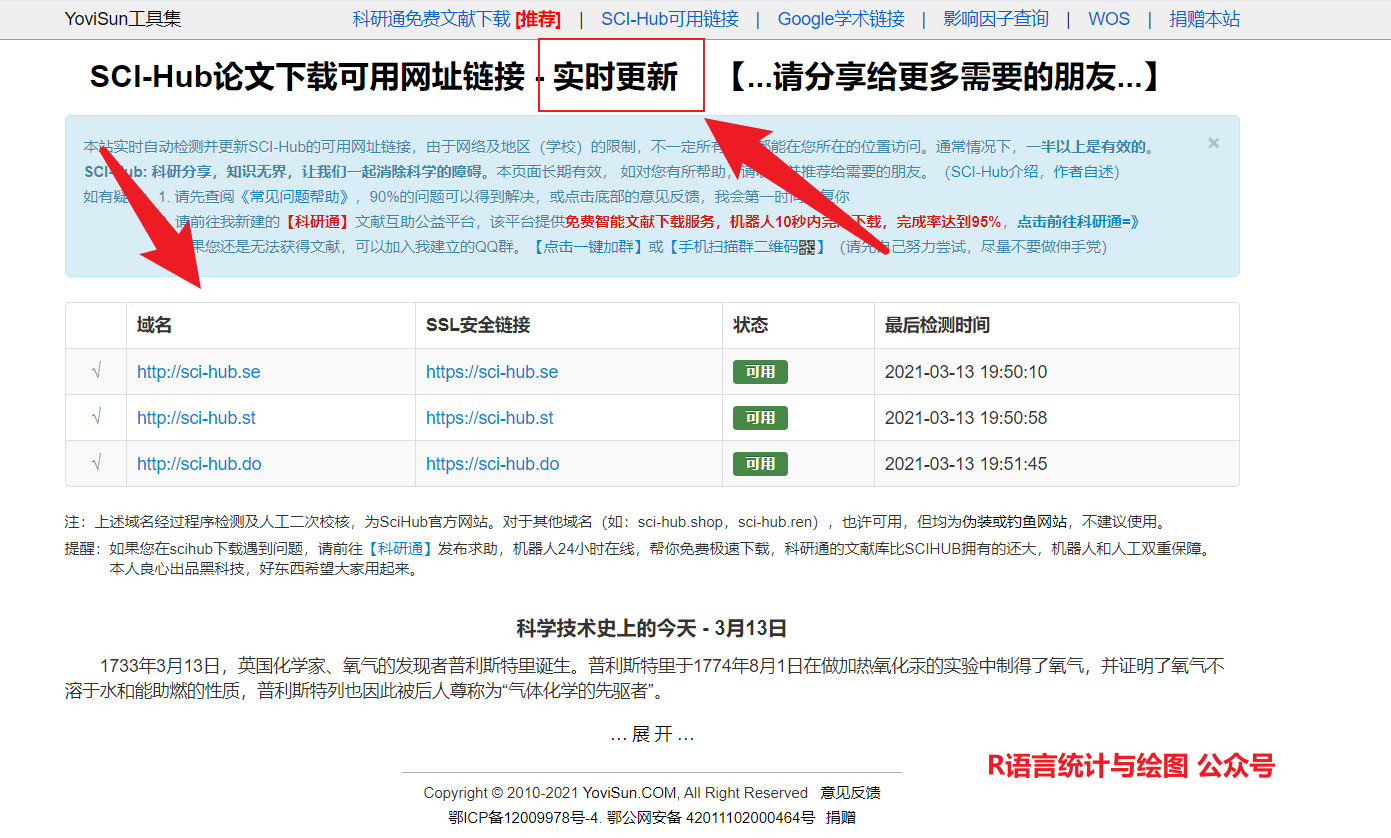 YoviSun工具集 科研通免费文献下载 [推荐] | SCI-Hub可用链接 | Google学术链接 | 影响因子查询 | WOS | 捐赠本站
SCI-Hub论文下载可用网址链接 - 实时更新 【...请分享给更多需要的朋友...】
本站实时自动检测并更新SCI-Hub的可用网址链接，由于网络及地区（学校）的限制，不一定所有 都能在您所在的位置访问。通常情况下，一半以上是有效的。 ×
SCI-Hub: 科研分享，知识无界，让我们一起消除科学的障碍。本页面长期有效， 如对您有所帮助， 推荐给需要的朋友。（SCI-Hub介绍，作者自述）
如有疑 1. 请先查阅《常见问题帮助》，90%的问题可以得到解决，或点击底部的意见反馈，我会第一时间 复你
请前往我新建的【科研通】文献互助公益平台，该平台提供免费智能文献下载服务，机器人10秒内完 下载，完成率达到95%，点击前往科研通=》
果您还是无法获得文献，可以加入我建立的QQ群。【点击一键加群】或【手机扫描群二维码】（请先 己努力尝试，尽量不要做伸手党）
域名 SSL安全链接 状态 最后检测时间
√ http://sci-hub.se https://sci-hub.se 可用 2021-03-13 19:50:10
√ http://sci-hub.st https://sci-hub.st 可用 2021-03-13 19:50:58
√ http://sci-hub.do https://sci-hub.do 可用 2021-03-13 19:51:45
注：上述域名经过程序检测及人工二次校核，为SciHub官方网站。对于其他域名（如：sci-hub.shop，sci-hub.ren），也许可用，但均为伪装或钓鱼网站，不建议使用。
提醒：如果您在scihub下载遇到问题，请前往【科研通】发布求助，机器人24小时在线，帮你免费极速下载，科研通的文献库比SCIHUB拥有的还大，机器人和人工双重保障。
本人良心出品黑科技，好东西希望大家用起来。
科学技术史上的今天 - 3月13日
1733年3月13日，英国化学家、氧气的发现者普利斯特里诞生。普利斯特里于1774年8月1日在做加热氧化汞的实验中制得了氧气，并证明了氧气不
溶于水和能助燃的性质，普利斯特列也因此被后人尊称为“气体化学的先驱者”。
... 展 开 ...
R语言统计与绘图 公众号
Copyright © 2010-2021 YoviSun.COM, All Right Reserved 意见反馈
鄂ICP备12009978号-4. 鄂公网安备 42011102000464号 捐赠